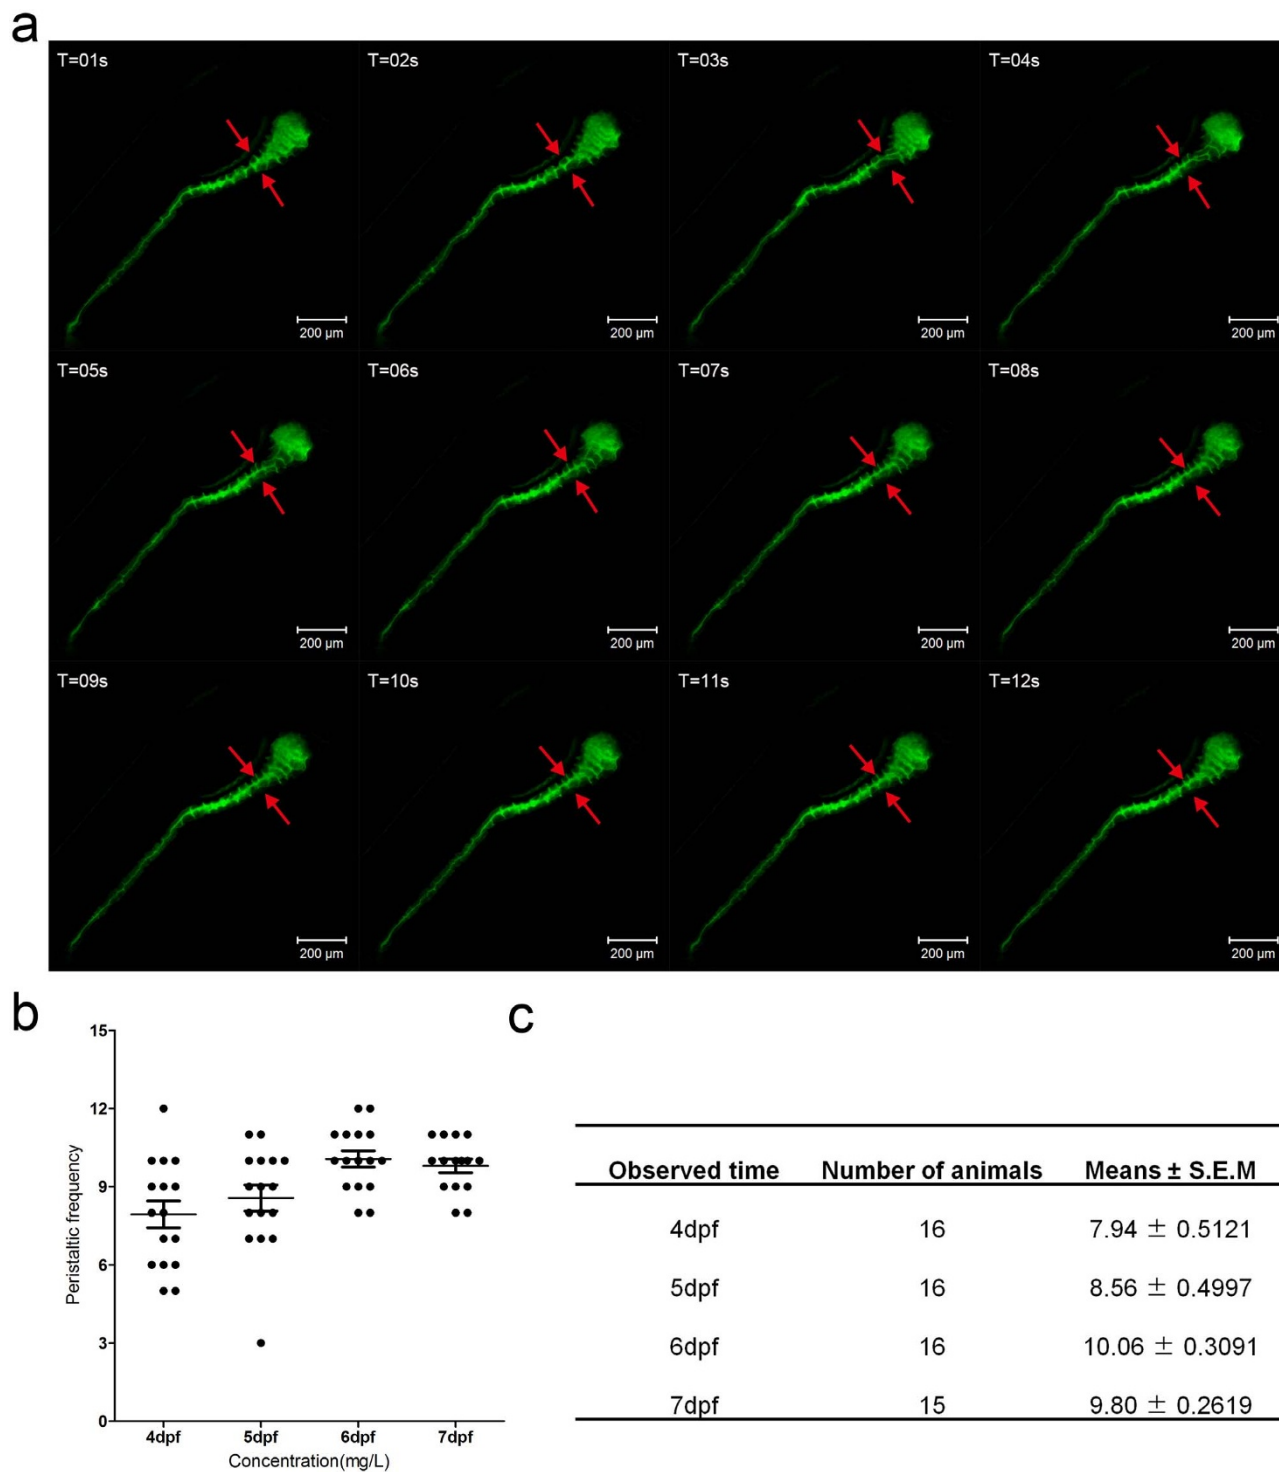 a
T=01s T=02s T=03s T=04s
200 µm 200 µm 200 µm 200 µm
T=05s T=06s T=07s T=08s
200 µm 200 µm 200 µm 200 µm
T=09s T=10s T=11s T=12s
200 µm 200 µm 200 µm 200 µm
b
15
12
9
6
3
0
Peristaltic frequency
4dpf 5dpf 6dpf 7dpf
Concentration(mg/L)
c
Observed time Number of animals Means ± S.E.M
4dpf 16 7.94 ± 0.5121
5dpf 16 8.56 ± 0.4997
6dpf 16 10.06 ± 0.3091
7dpf 15 9.80 ± 0.2619